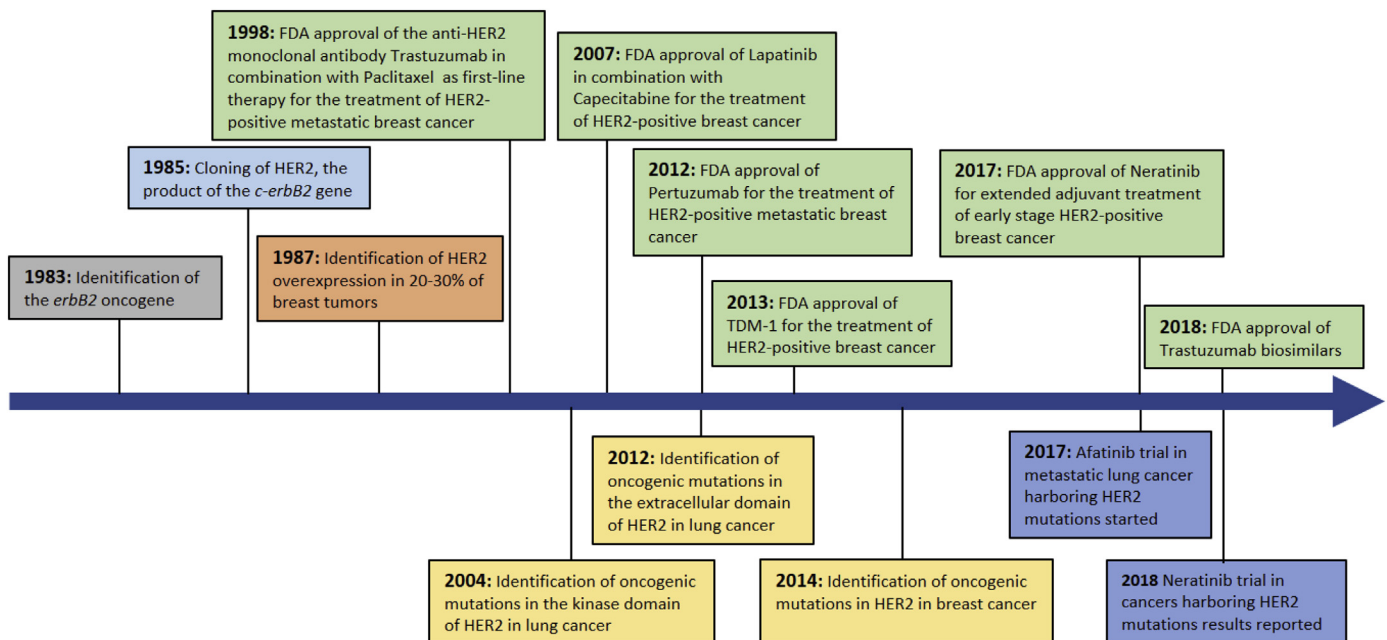 1998: FDA approval of the anti-HER2
monoclonal antibody Trastuzumab in
combination with Paclitaxel as first-line
therapy for the treatment of HER2-
positive metastatic breast cancer
2007: FDA approval of Lapatinib
in combination with
Capecitabine for the treatment
of HER2-positive breast cancer
1985: Cloning of HER2, the
product of the c-erbB2 gene
2012: FDA approval of
Pertuzumab for the treatment of
HER2-positive metastatic breast
cancer
2017: FDA approval of Neratinib
for extended adjuvant treatment
of early stage HER2-positive
breast cancer
1983: Idenitification of
the erbB2 oncogene
1987: Identification of HER2
overexpression in 20-30% of
breast tumors
2013: FDA approval of
TDM-1 for the treatment of
HER2-positive breast cancer
2018: FDA approval of
Trastuzumab biosimilars
2012: Identification of
oncogenic mutations in
the extracellular domain
of HER2 in lung cancer
2017: Afatinib trial in
metastatic lung cancer
harboring HER2
mutations started
2004: Identification of oncogenic
mutations in the kinase domain
of HER2 in lung cancer
2014: Identification of oncogenic
mutations in HER2 in breast cancer
2018 Neratinib trial in
cancers harboring HER2
mutations results reported